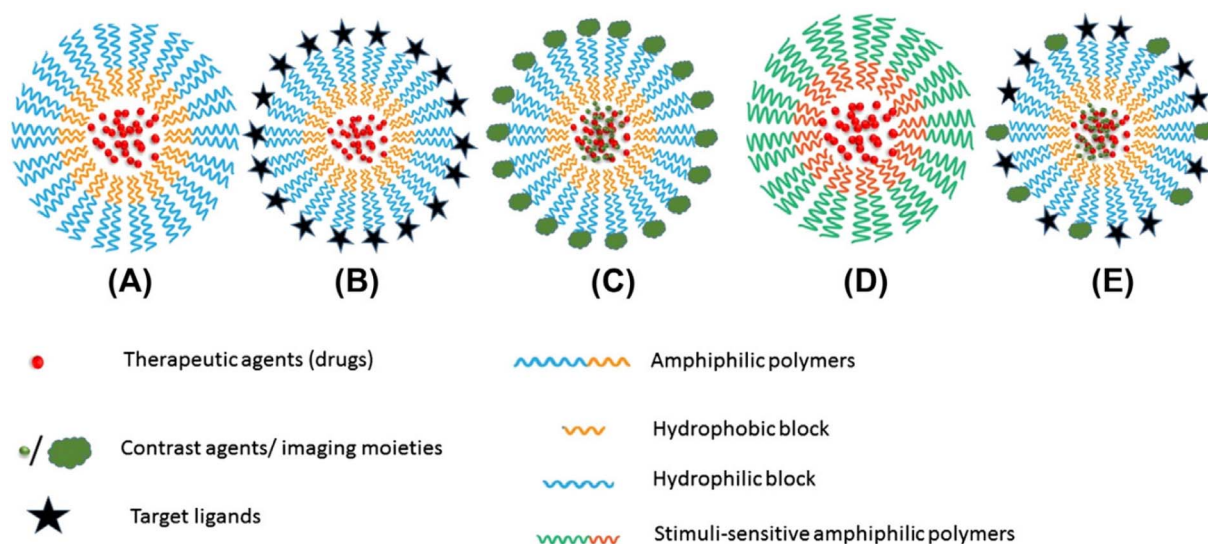 (A)
(B)
(C)
(D)
(E)
Therapeutic agents (drugs)
Amphiphilic polymers
Hydrophobic block
/ Contrast agents/ imaging moieties
Hydrophilic block
Target ligands
Stimuli-sensitive amphiphilic polymers